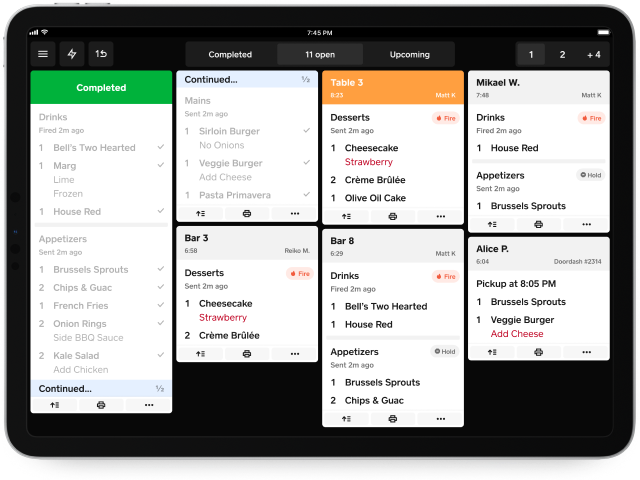 7:45 PM
1
Completed
11 open
Upcoming
1
2
+ 4
Completed
Drinks
Fired 2m ago
1 Bell's Two Hearted
1 Marg
Lime
Frozen
1 House Red
Appetizers
Sent 2m ago
1 Brussels Sprouts
2 Chips & Guac
1 French Fries
2 Onion Rings
Side BBQ Sauce
2 Kale Salad
Add Chicken
Continued... 1/2
Continued... 1/2
Mains
Sent 2m ago
1 Sirloin Burger
No Onions
1 Veggie Burger
Add Cheese
1 Pasta Primavera
Bar 3
6:58 Reiko M.
Desserts Fire
Sent 2m ago
1 Cheesecake
Strawberry
2 Crème Brûlée
Table 3
8:23 Matt K
Desserts Fire
Sent 2m ago
1 Cheesecake
Strawberry
2 Crème Brûlée
1 Olive Oil Cake
Bar 8
6:29 Matt K
Drinks Fire
Fired 2m ago
1 Bell's Two Hearted
1 House Red
Appetizers Hold
Sent 2m ago
1 Brussels Sprouts
2 Chips & Guac
Mikael W.
7:48 Matt K
Drinks Fire
Fired 2m ago
1 House Red
Appetizers Hold
Sent 2m ago
1 Brussels Sprouts
Alice P.
6:04 Doordash #2314
Pickup at 8:05 PM
1 Brussels Sprouts
1 Veggie Burger
Add Cheese